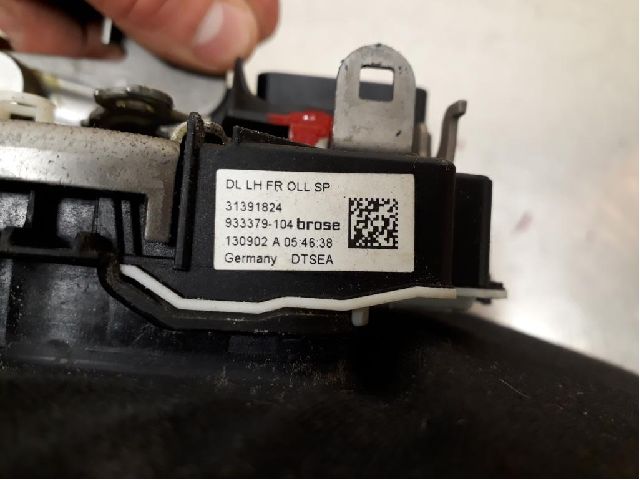 DL LH FR OLL SP
31391824
933379-104 brose
130902 A 05:46:38
Germany DTSEA